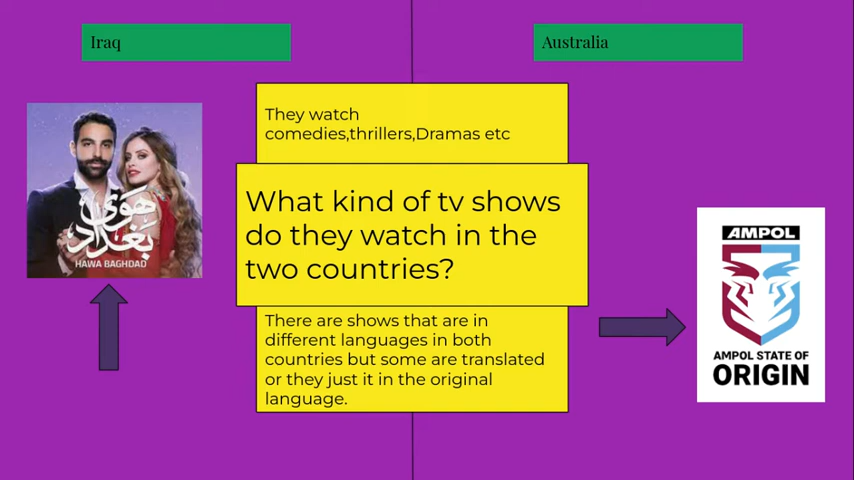 Iraq
Australia
They watch
comedies,thrillers,Dramas etc
What kind of tv shows
do they watch in the
two countries?
هوى
بغداد
HAWA BAGHDAD
There are shows that are in
different languages in both
countries but some are translated
or they just it in the original
language.
AMPOL
AMPOL STATE OF
ORIGIN